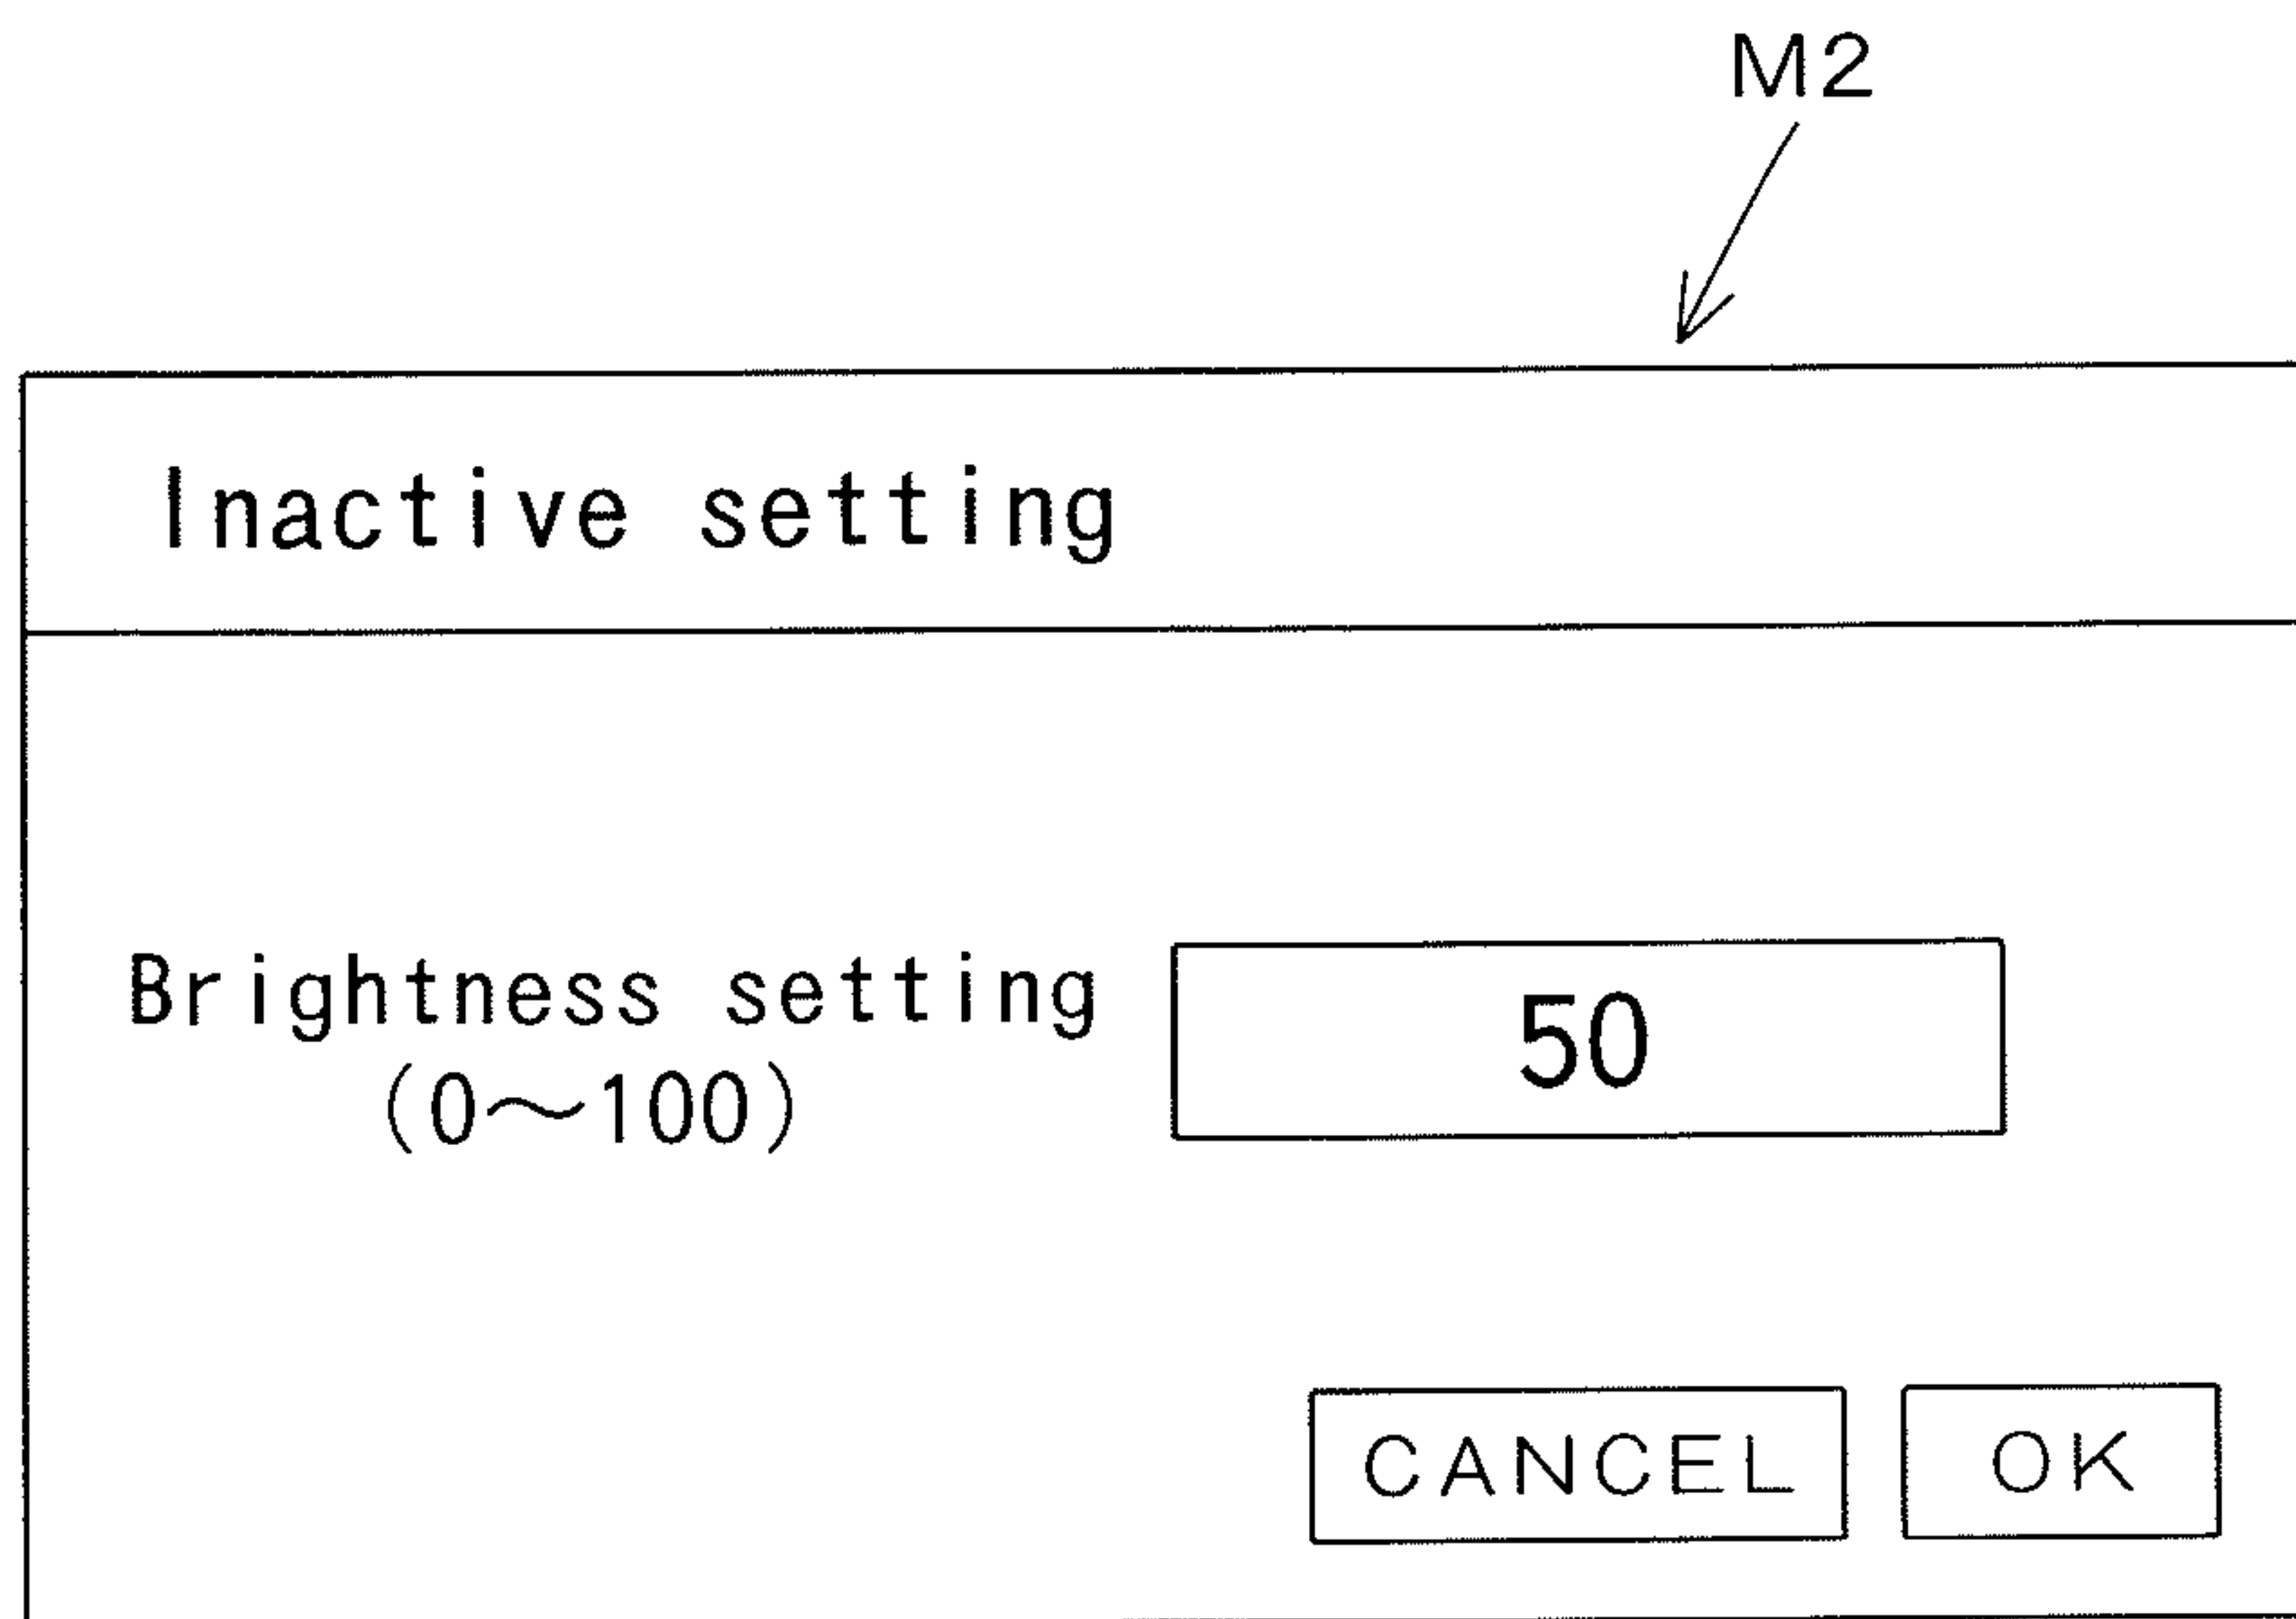 M2
Inactive setting
Brightness setting
(0～100)
50
CANCEL
OK